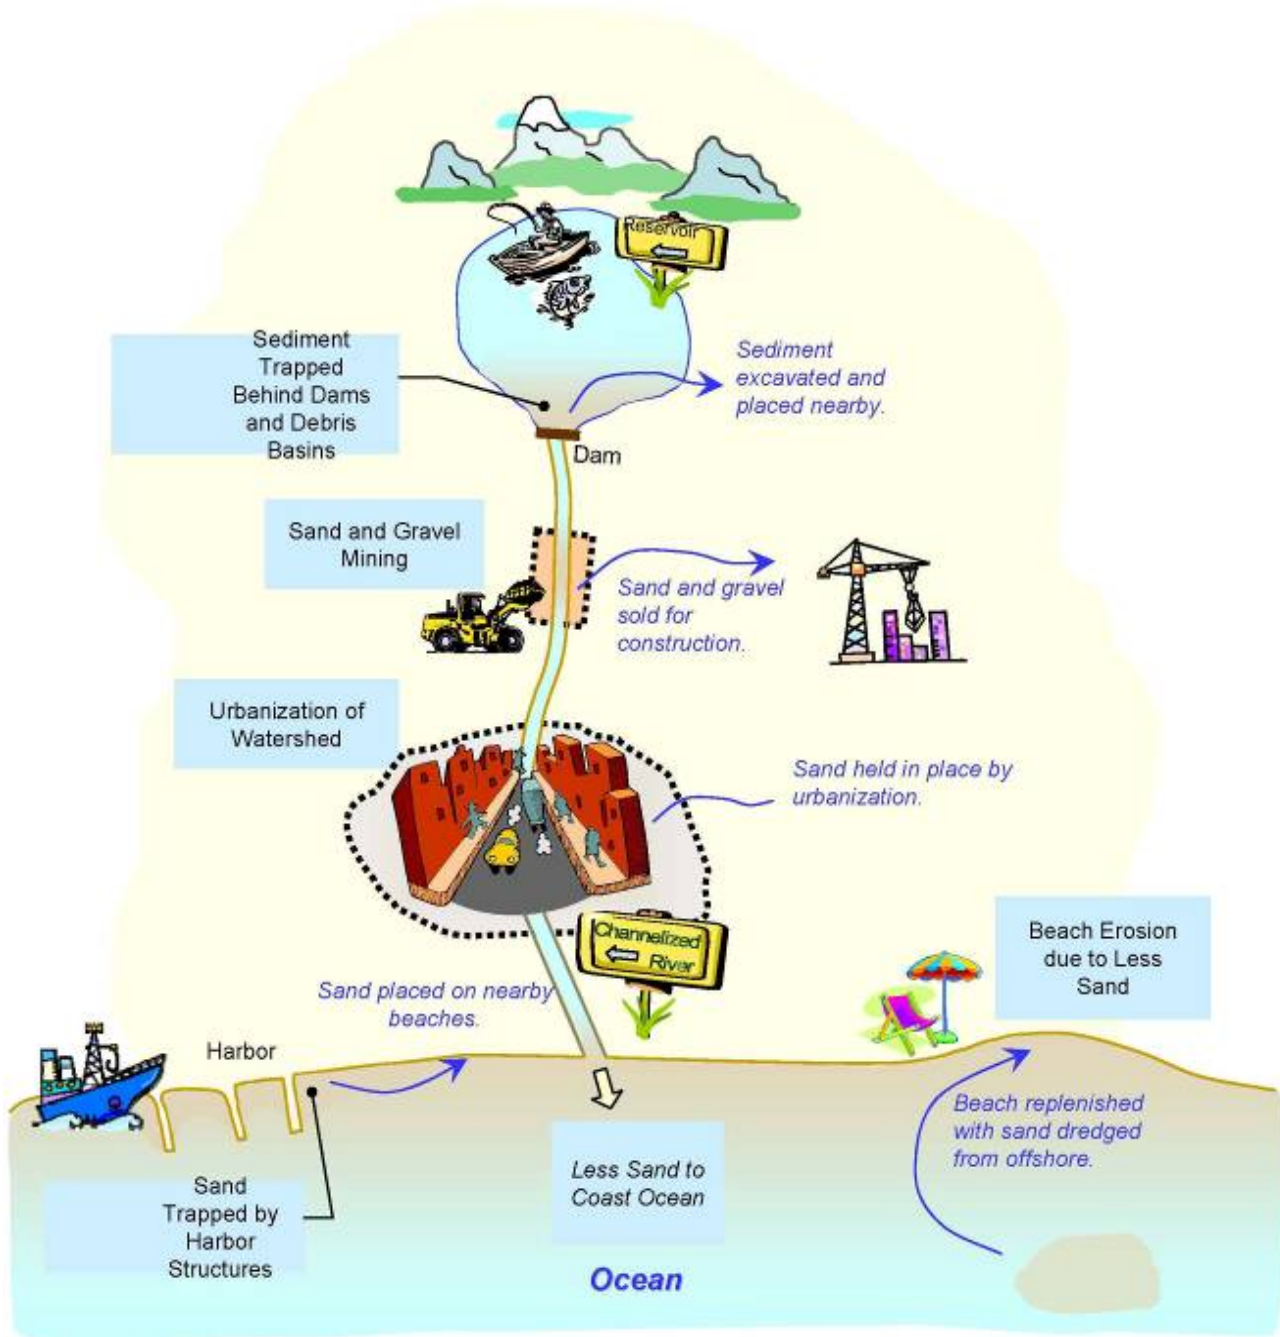 Reservoir
Sediment
Trapped
Behind Dams
and Debris
Basins
Sediment
excavated and
placed nearby.
Dam
Sand and Gravel
Mining
Sand and gravel
sold for
construction.
Urbanization of
Watershed
Sand held in place by
urbanization.
Channelized
River
Beach Erosion
due to Less
Sand
Sand placed on nearby
beaches.
Harbor
Beach replenished
with sand dredged
from offshore.
Less Sand to
Coast Ocean
Sand
Trapped by
Harbor
Structures
Ocean